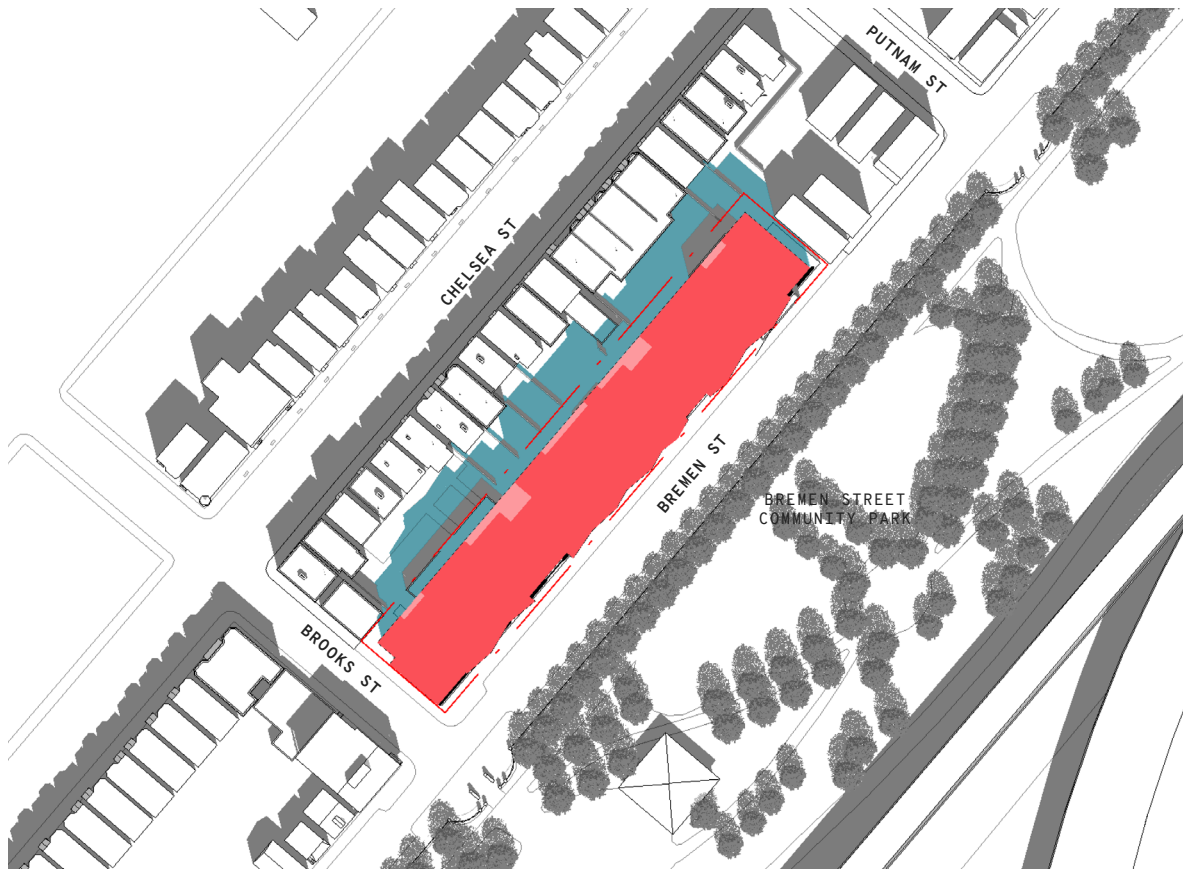 PUTNAM ST
CHELSEA ST
BREMEN ST
BREMEN STREET
COMMUNITY PARK
BROOKS ST